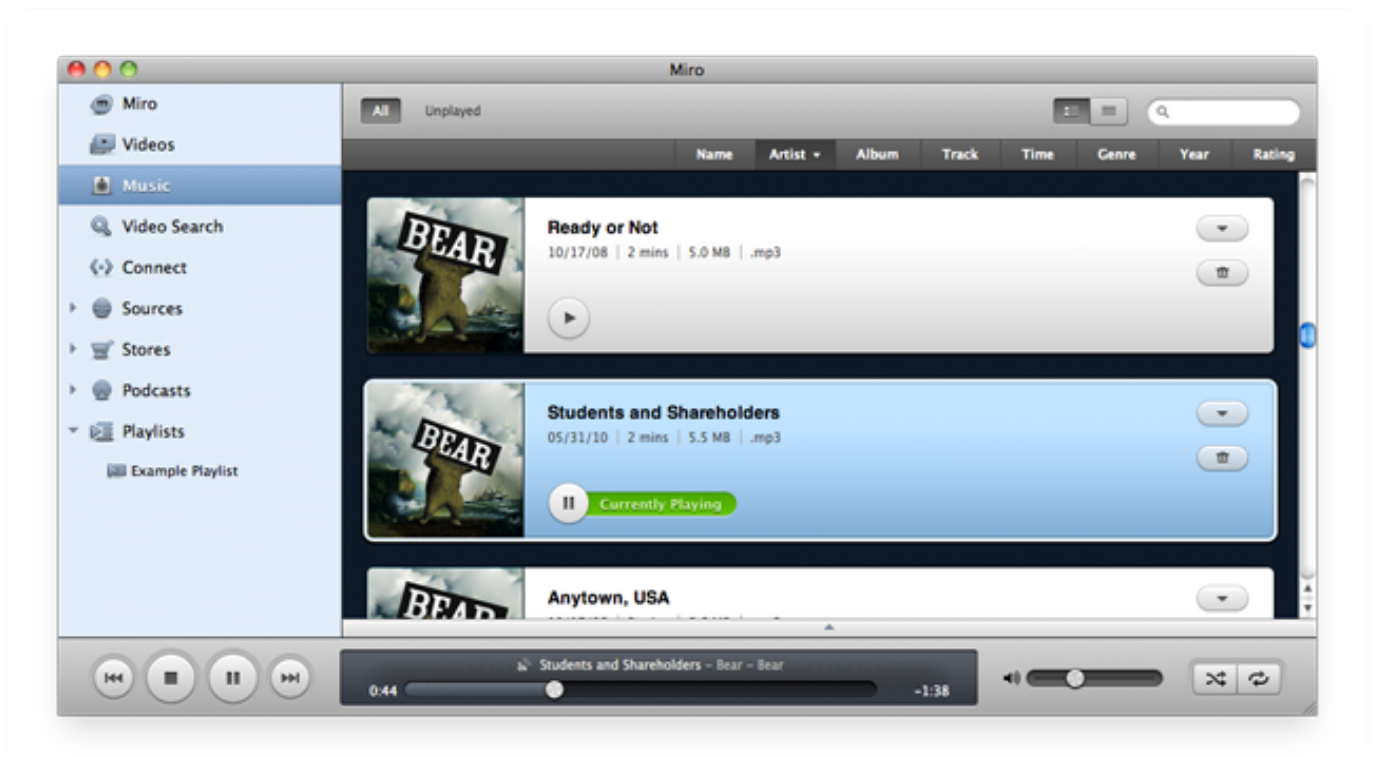 Miro
Miro
Videos
Music
Video Search
Connect
Sources
Stores
Podcasts
Playlists
Example Playlist
All Unplayed
Name Artist Album Track Time Genre Year Rating
BEAR
Ready or Not
10/17/08 | 2 mins | 5.0 MB | .mp3
BEAR
Students and Shareholders
05/31/10 | 2 mins | 5.5 MB | .mp3
Currently Playing
BEAR
Anytown, USA
Students and Shareholders – Bear – Bear
0:44 -1:38